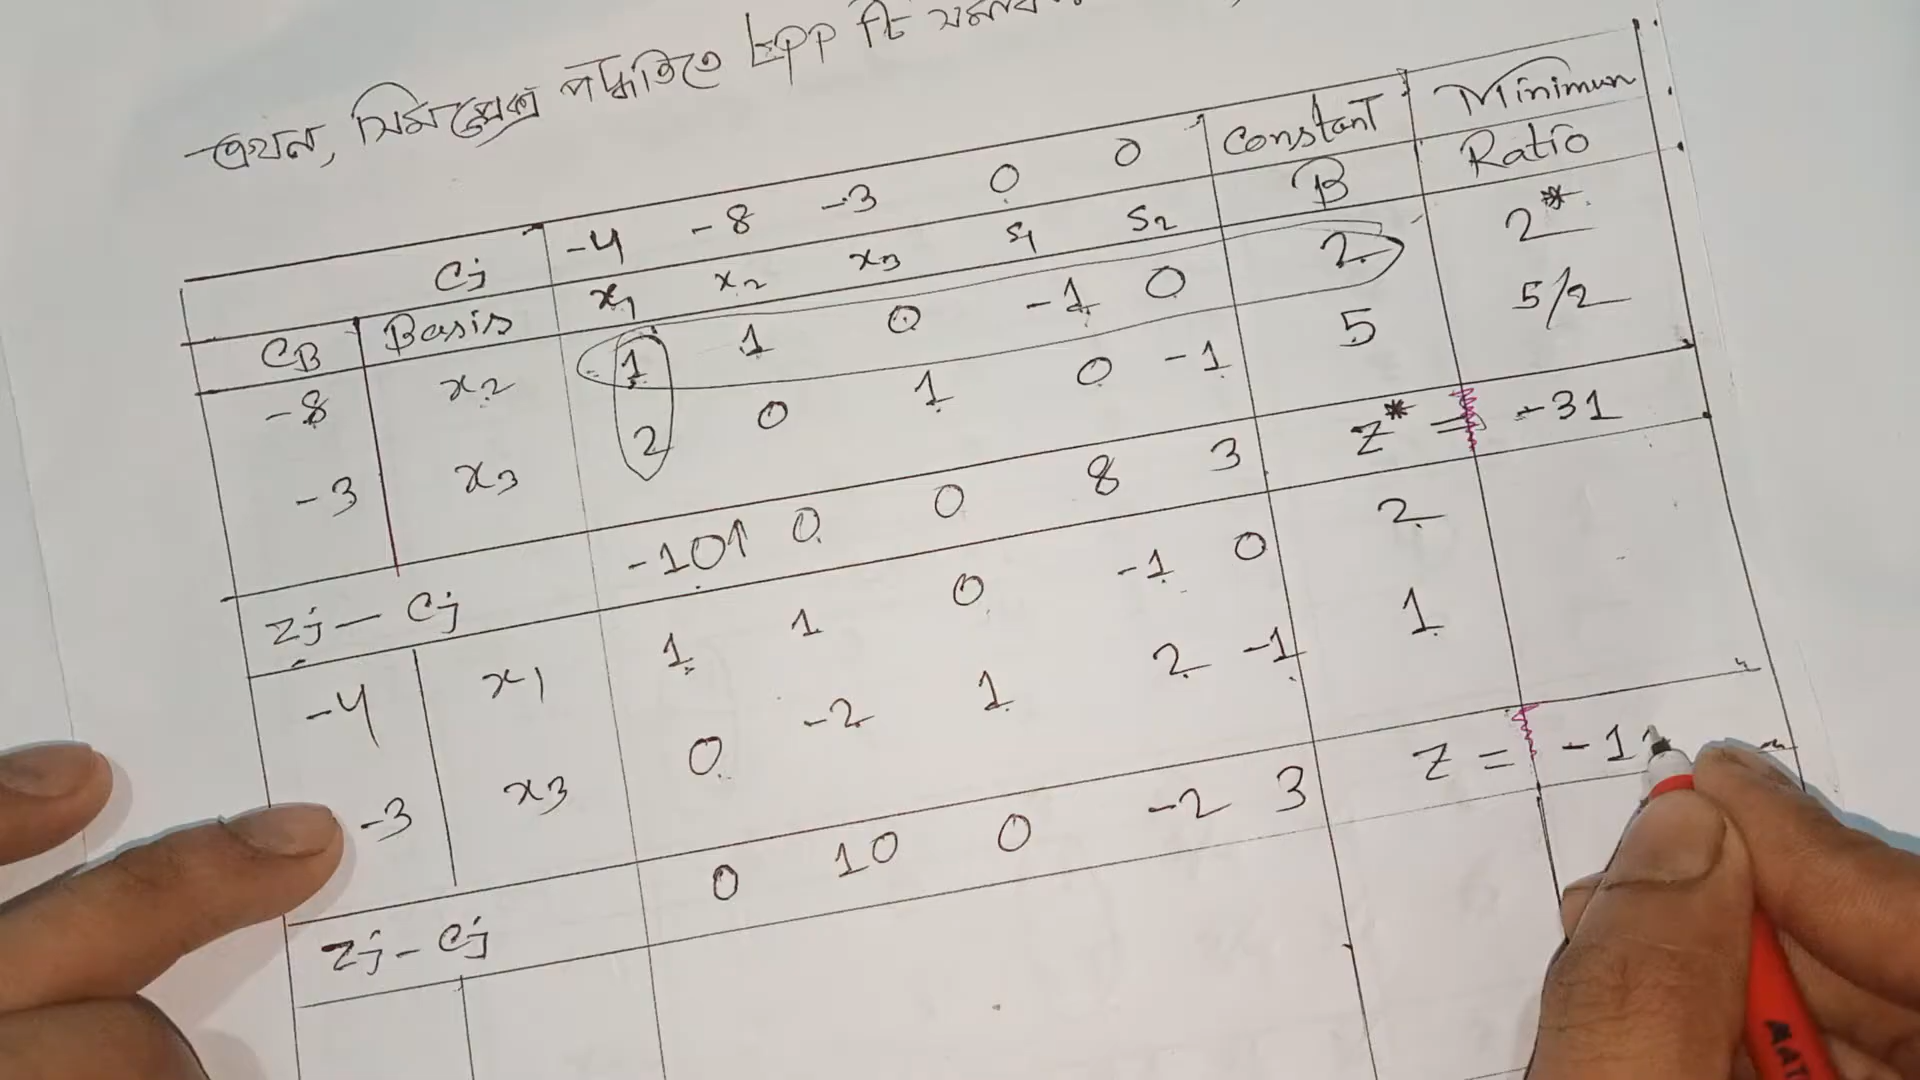 এখন, সিমপ্লেক্স পদ্ধতিতে Lpp টি
Cj -4 -8 -3 0 0 Constant Minimun
CB Basis x1 x2 x3 S1 S2 B Ratio
-8 x2 1 1 0 -1 0 2 2*
-3 x3 2 0 1 0 -1 5 5/2
zj - cj -10↑ 0 0 8 3 z* = -31
-4 x1 1 1 0 -1 0 2
-3 x3 0 -2 1 2 -1 1
zj - cj 0 10 0 -2 3 z = -11